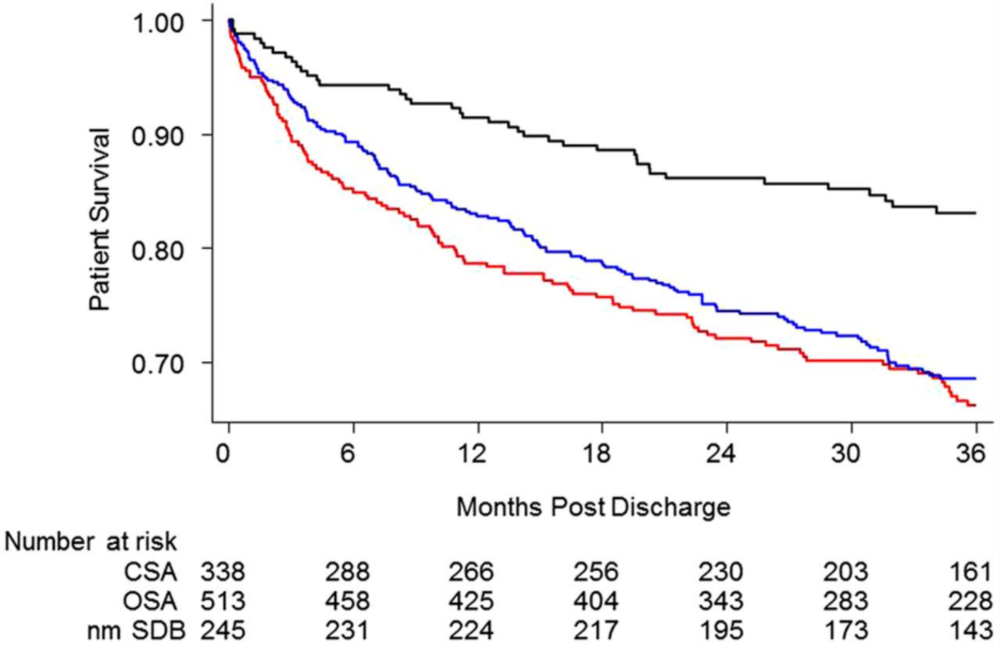 1.00
0.90
0.80
0.70
Patient Survival
0 6 12 18 24 30 36
Months Post Discharge
Number at risk
CSA 338 288 266 256 230 203 161
OSA 513 458 425 404 343 283 228
nm SDB 245 231 224 217 195 173 143